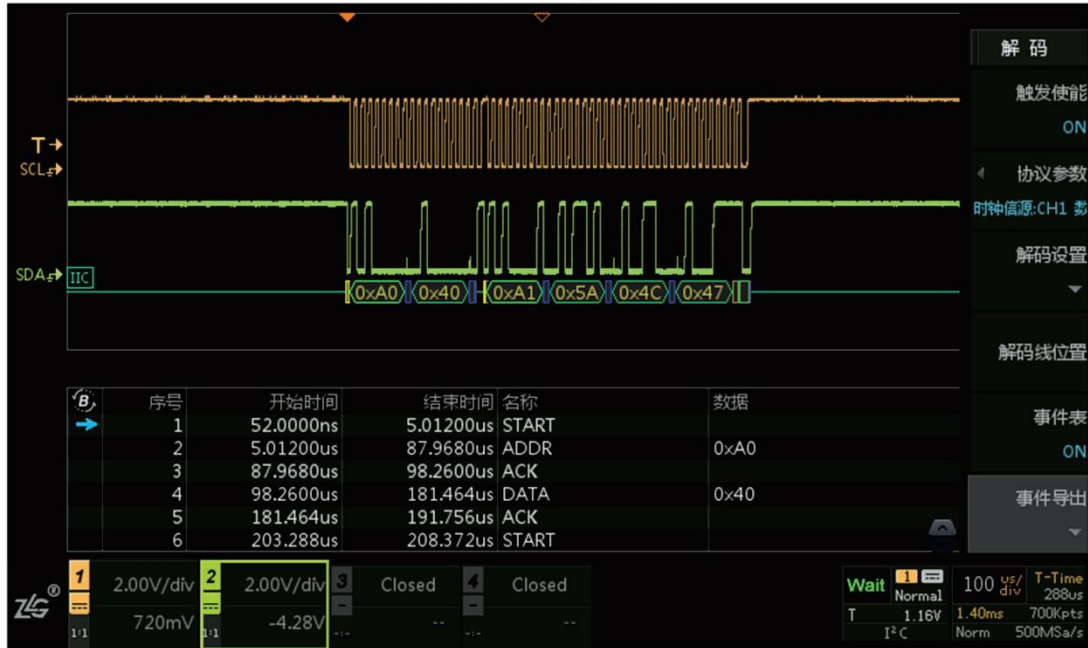 解 码
触发使能
ON
T
SCL
协议参数
时钟信源:CH1 数
解码设置
SDA IIC
0xA0 0x40 0xA1 0x5A 0x4C 0x47
解码线位置
B 序号 开始时间 结束时间 名称 数据
1 52.0000ns 5.01200us START
2 5.01200us 87.9680us ADDR 0xA0
3 87.9680us 98.2600us ACK
4 98.2600us 181.464us DATA 0x40
5 181.464us 191.756us ACK
6 203.288us 208.372us START
事件表
ON
事件导出
ZLG®
1 2.00V/div 720mV 1:1
2 2.00V/div -4.28V 1:1
3 Closed -- -:-
4 Closed -- -:-
Wait 1 Normal
T 1.16V
I²C
100 us/div T-Time 288us
1.40ms 700Kpts
Norm 500MSa/s